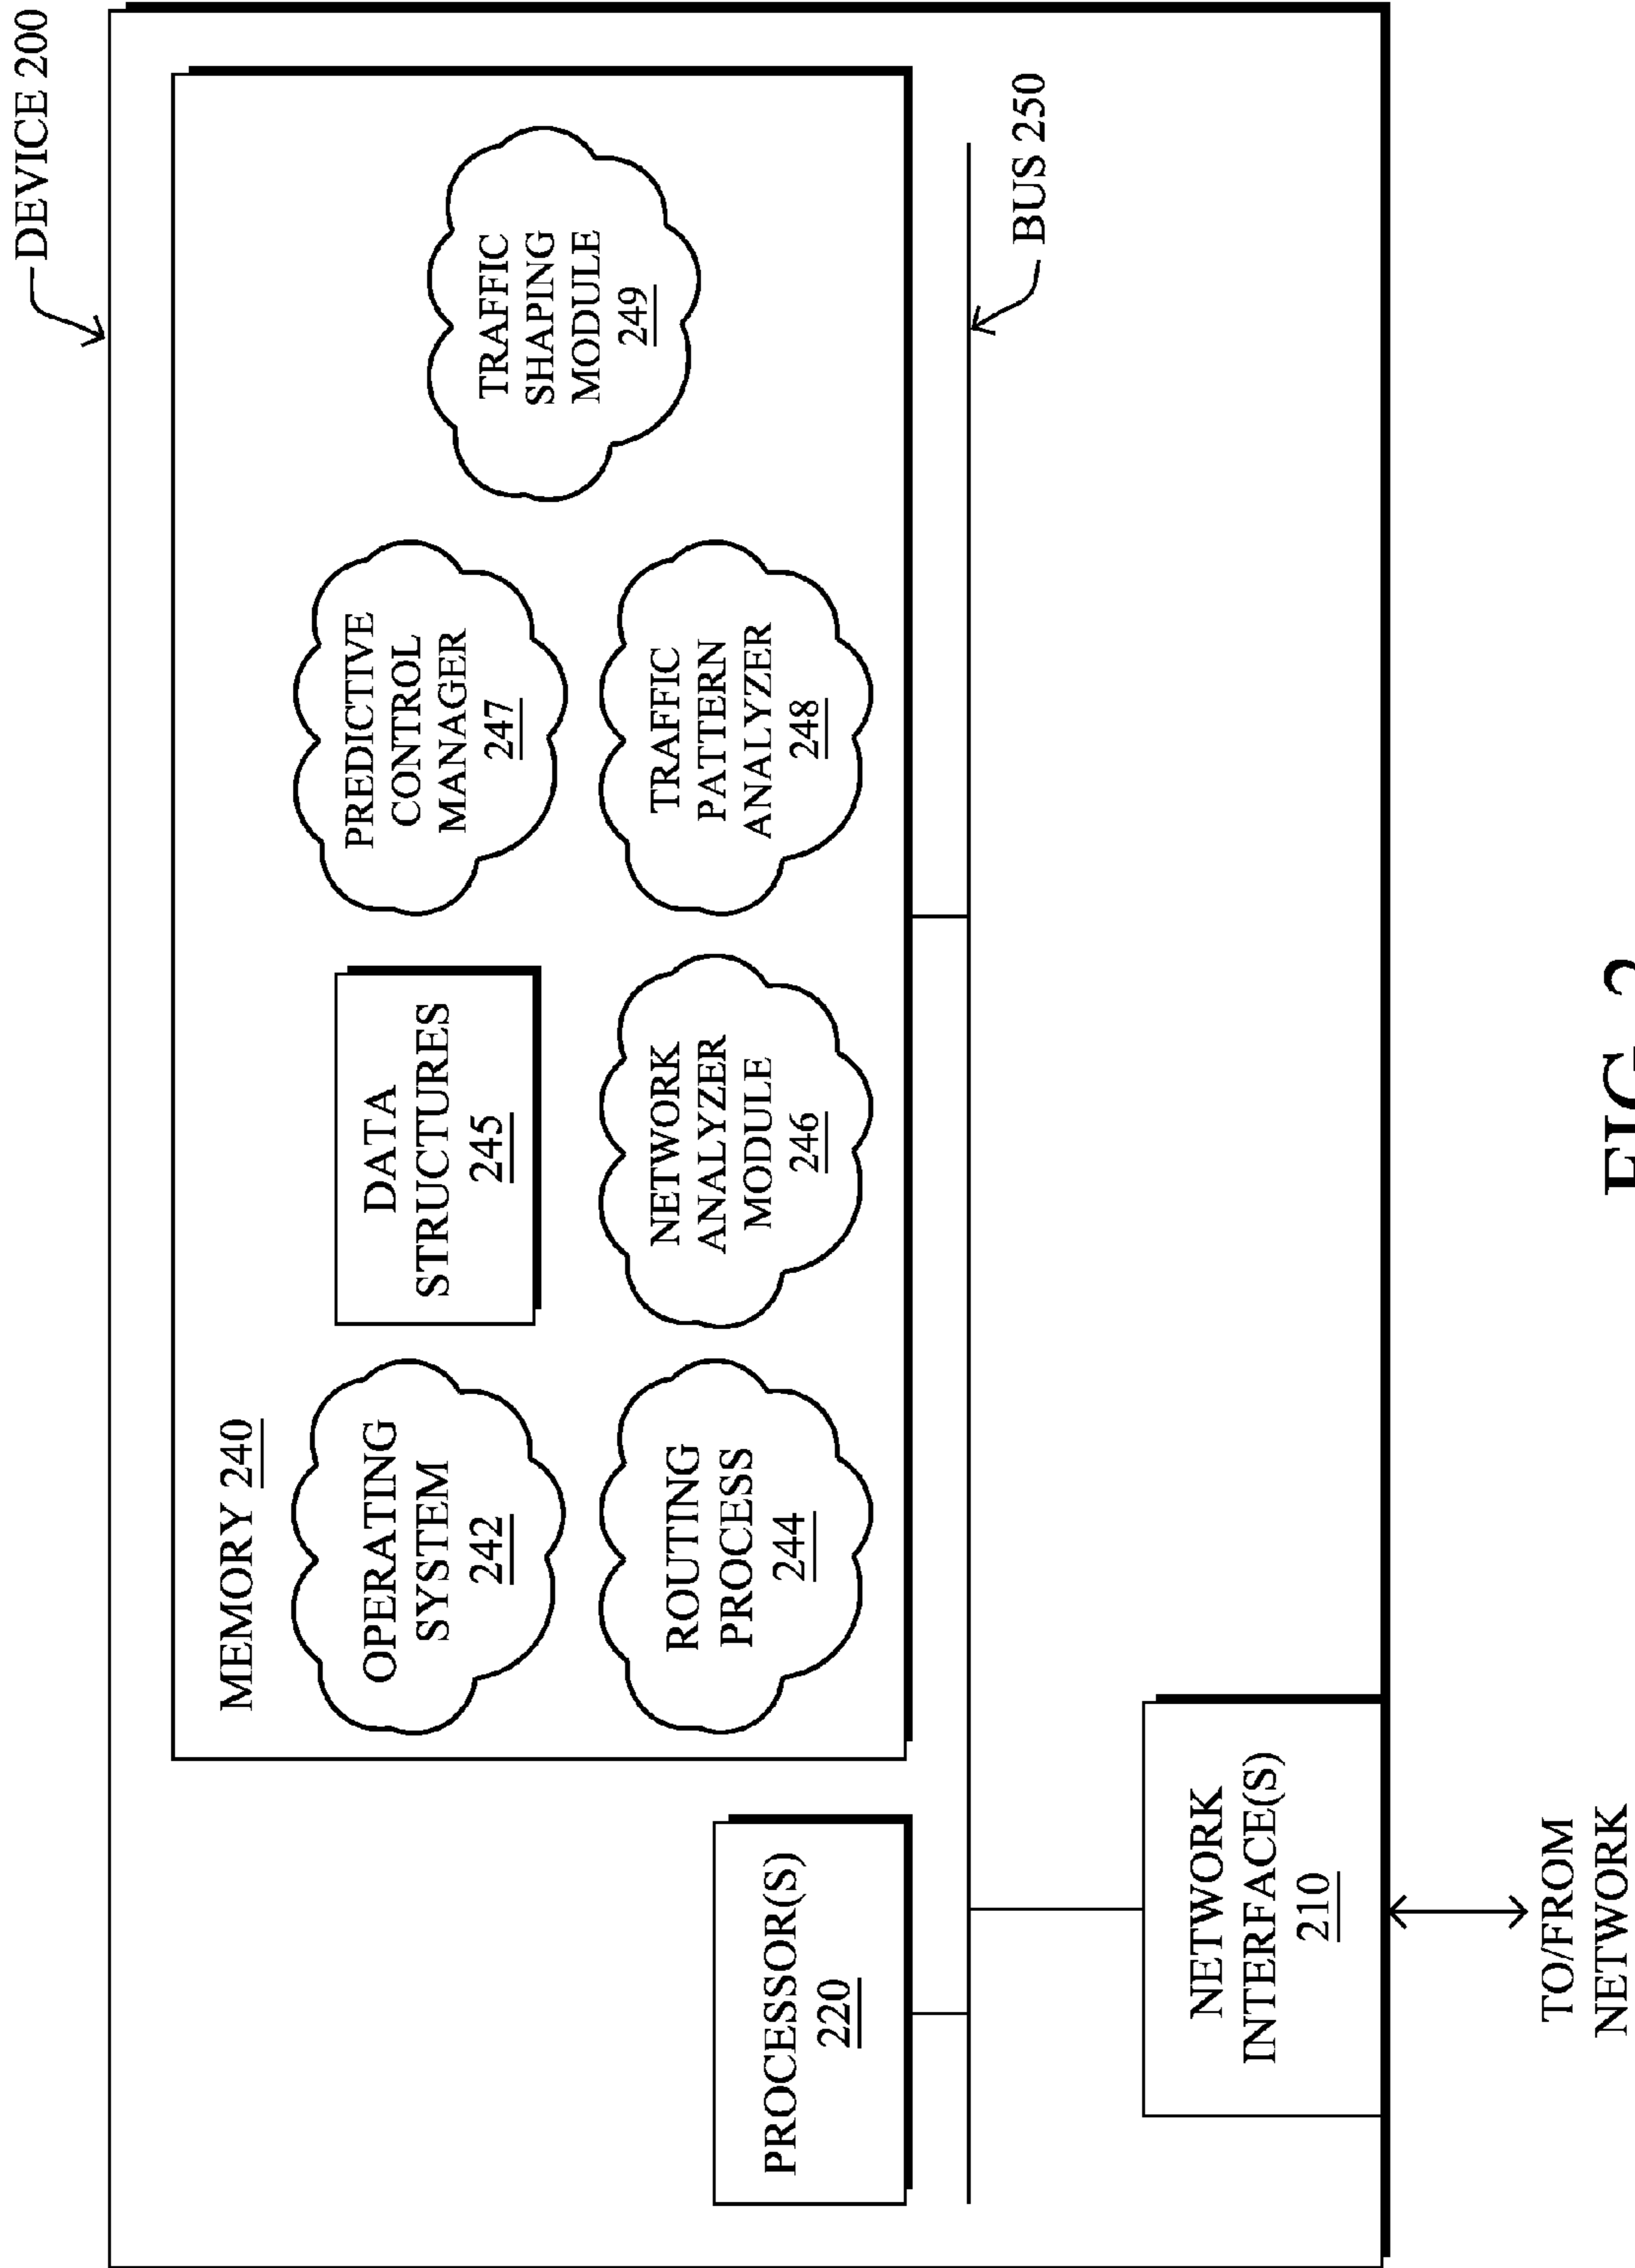 DEVICE 200
MEMORY 240
OPERATING
SYSTEM
242
DATA
STRUCTURES
245
PREDICTIVE
CONTROL
MANAGER
247
TRAFFIC
SHAPING
MODULE
249
ROUTING
PROCESS
244
NETWORK
ANALYZER
MODULE
246
TRAFFIC
PATTERN
ANALYZER
248
PROCESSOR(S)
220
BUS 250
NETWORK
INTERFACE(S)
210
TO/FROM
NETWORK
FIG. 2